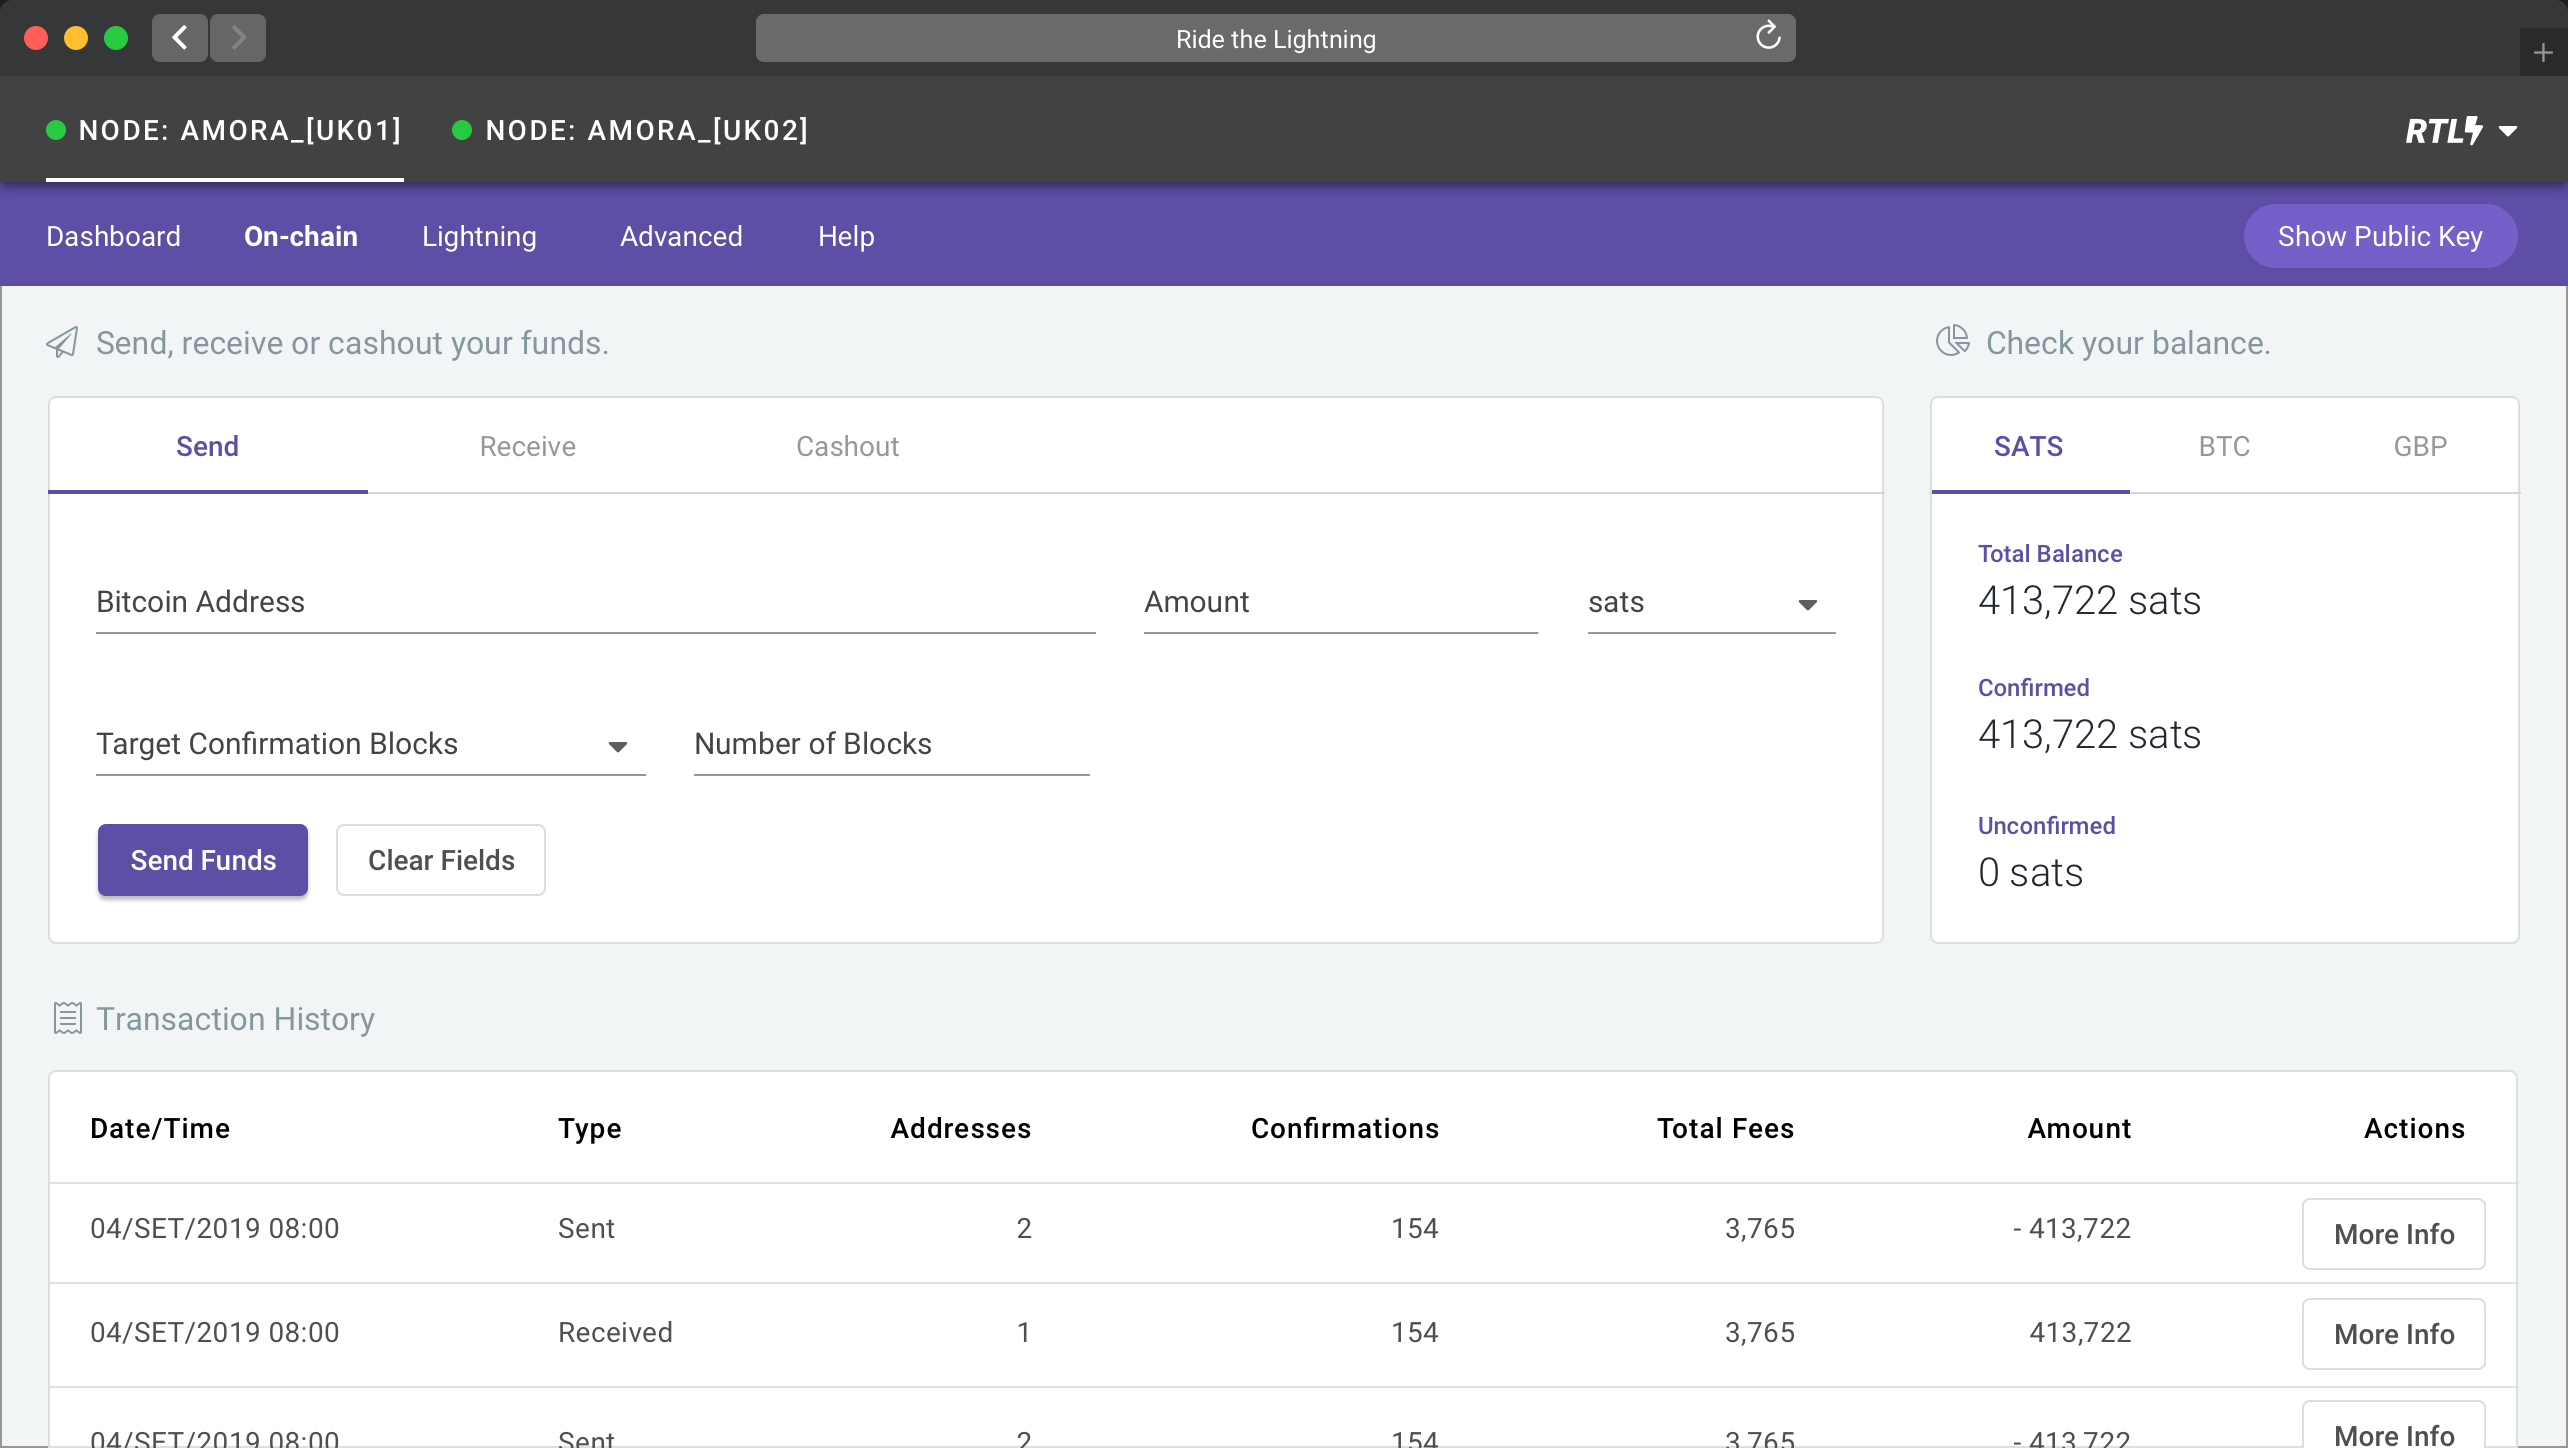 Ride the Lightning
NODE: AMORA_[UK01] NODE: AMORA_[UK02] RTL
Dashboard On-chain Lightning Advanced Help Show Public Key
Send, receive or cashout your funds.
Check your balance.
Send Receive Cashout
SATS BTC GBP
Bitcoin Address Amount sats
Target Confirmation Blocks Number of Blocks
Send Funds Clear Fields
Total Balance
413,722 sats
Confirmed
413,722 sats
Unconfirmed
0 sats
Transaction History
Date/Time Type Addresses Confirmations Total Fees Amount Actions
04/SET/2019 08:00 Sent 2 154 3,765 - 413,722 More Info
04/SET/2019 08:00 Received 1 154 3,765 413,722 More Info
04/SET/2019 08:00 Sent 2 154 3,765 - 413,722 More Info